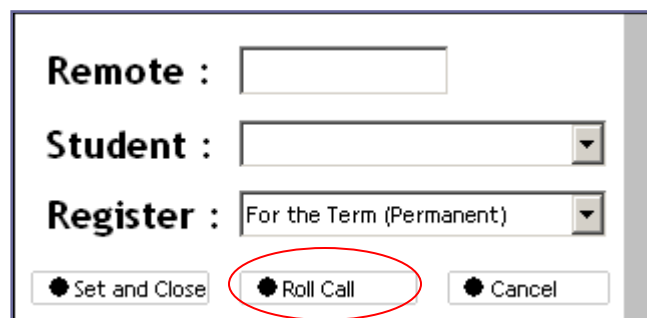 Remote :
Student :
Register : For the Term (Permanent)
Set and Close Roll Call Cancel